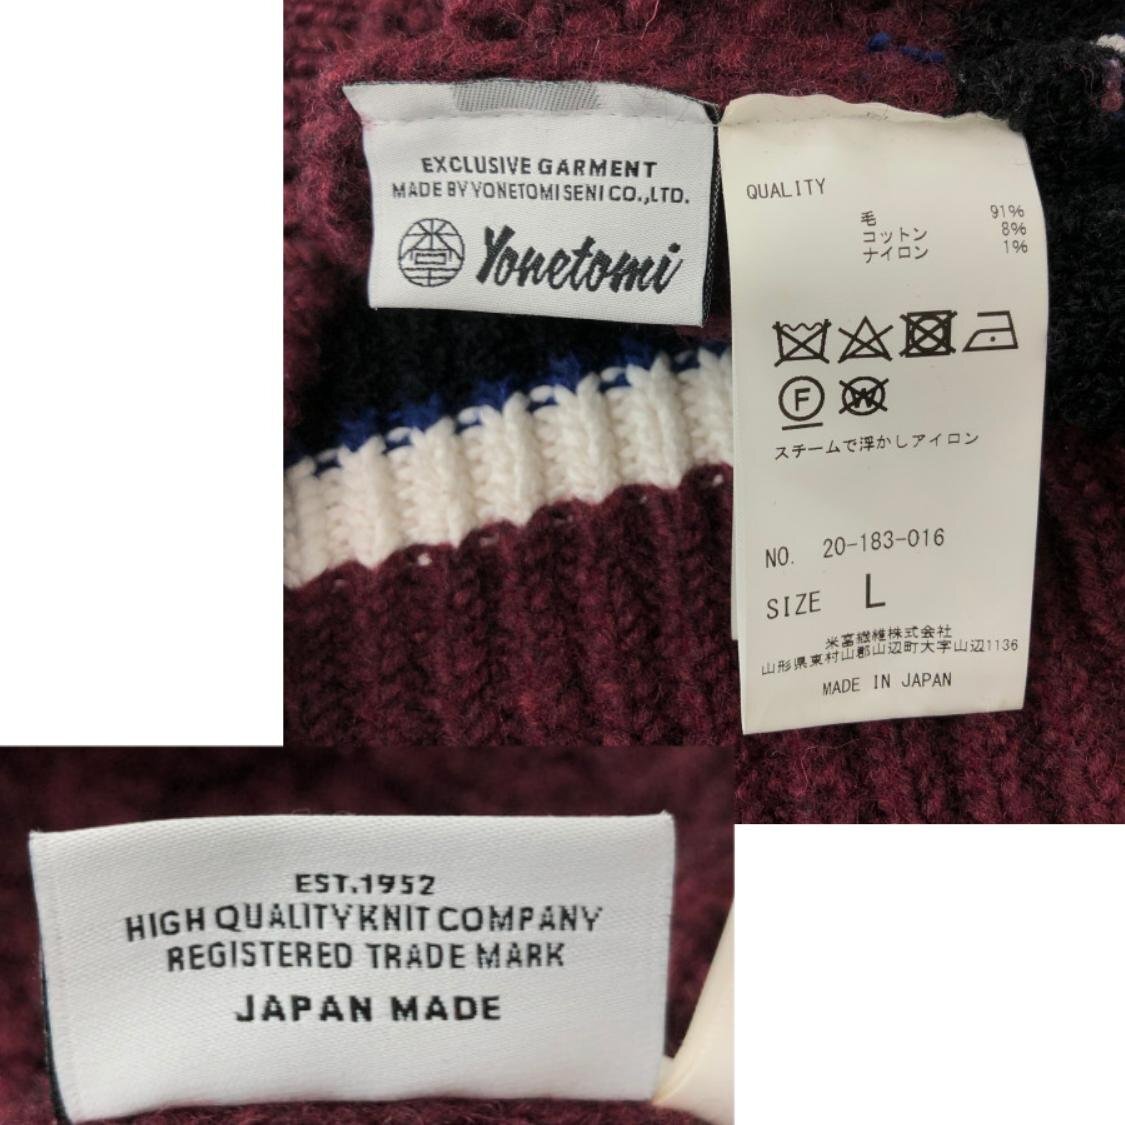 EXCLUSIVE GARMENT
MADE BY YONETOMI SENI CO.,LTD.
Yonetomi
QUALITY
毛 91%
コットン 8%
ナイロン 1%
F
W
スチームで浮かしアイロン
NO. 20-183-016
SIZE L
米富繊維株式会社
山形県東村山郡山辺町大字山辺1136
MADE IN JAPAN
EST.1952
HIGH QUALITY KNIT COMPANY
REGISTERED TRADE MARK
JAPAN MADE